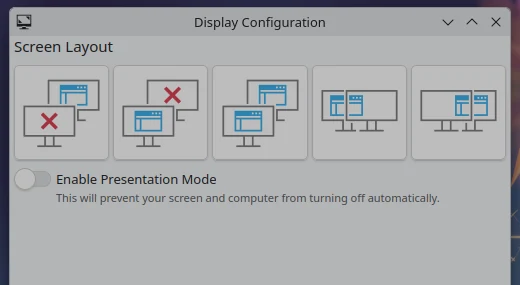 Display Configuration
Screen Layout
Enable Presentation Mode
This will prevent your screen and computer from turning off automatically.